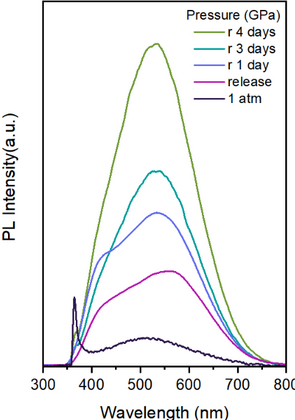 Pressure (GPa)
r 4 days
r 3 days
r 1 day
release
1 atm
PL Intensity(a.u.)
300 400 500 600 700 800
Wavelength (nm)